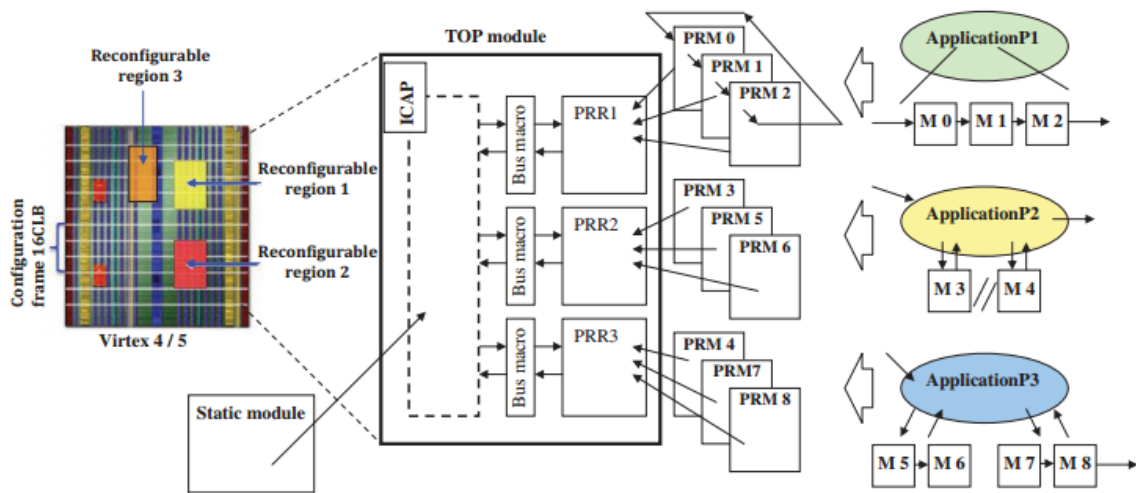 Reconfigurable
region 3
Reconfigurable
region 1
Reconfigurable
region 2
Configuration
frame 16CLB
Virtex 4 / 5
Static module
TOP module
ICAP
Bus macro
PRR1
Bus macro
PRR2
Bus macro
PRR3
PRM 0
PRM 1
PRM 2
PRM 3
PRM 5
PRM 6
PRM 4
PRM7
PRM 8
ApplicationP1
M 0
M 1
M 2
ApplicationP2
M 3
//
M 4
ApplicationP3
M 5
M 6
M 7
M 8